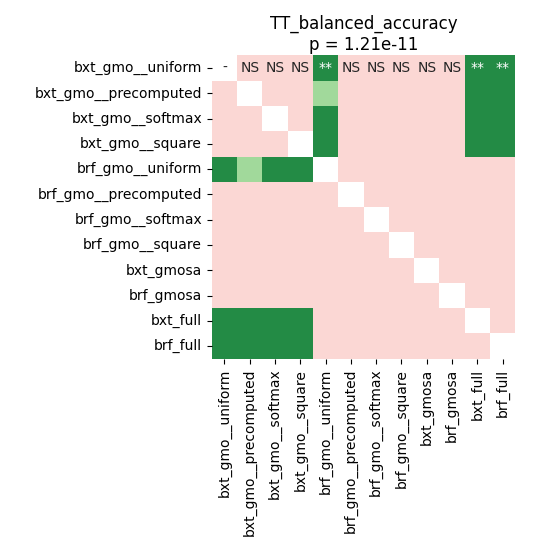 TT_balanced_accuracy
p = 1.21e-11
bxt_gmo__uniform - NS NS NS ** NS NS NS NS NS ** **
bxt_gmo__precomputed
bxt_gmo__softmax
bxt_gmo__square
brf_gmo__uniform
brf_gmo__precomputed
brf_gmo__softmax
brf_gmo__square
bxt_gmosa
brf_gmosa
bxt_full
brf_full
bxt_gmo__uniform
bxt_gmo__precomputed
bxt_gmo__softmax
bxt_gmo__square
brf_gmo__uniform
brf_gmo__precomputed
brf_gmo__softmax
brf_gmo__square
bxt_gmosa
brf_gmosa
bxt_full
brf_full